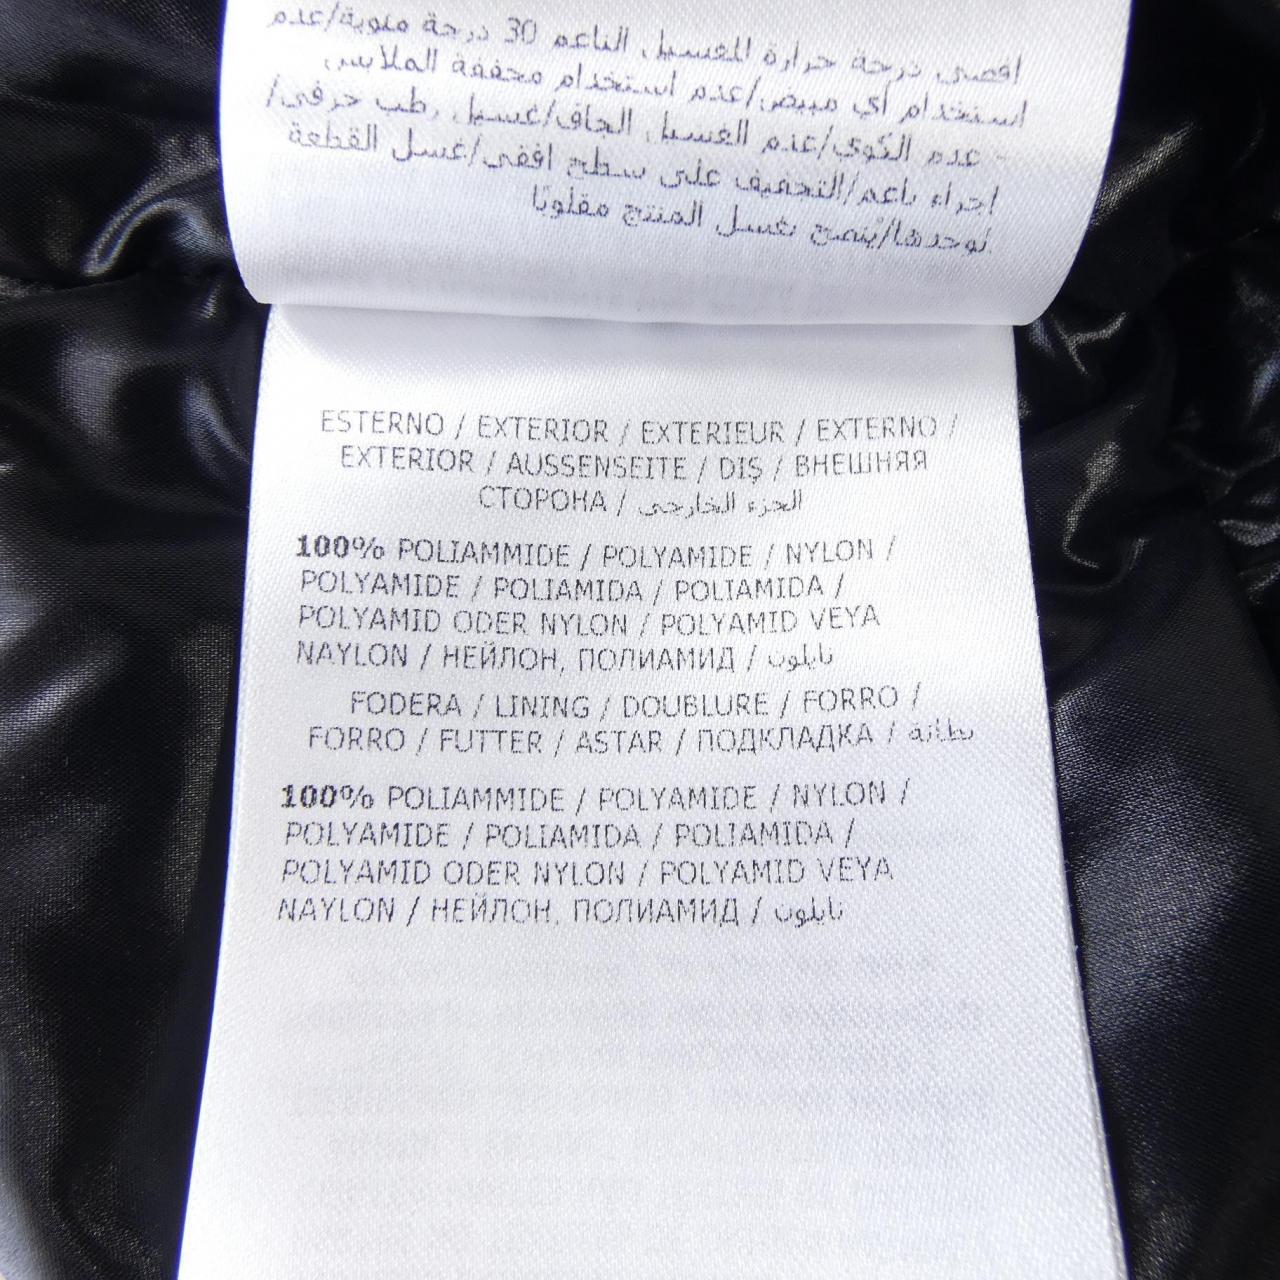 اقصى درجة حرارة للغسيل الناعم 30 درجة مئوية/عدم
استخدام أي مبيض/عدم استخدام مجففة الملابس
- عدم الكوي/عدم الغسيل الجاف/غسيل رطب حرفي/
إجراء ناعم/التجفيف على سطح افقى/غسل القطعة
لوحدها/يُنصح بغسل المنتج مقلوبًا.
ESTERNO / EXTERIOR / EXTERIEUR / EXTERNO /
EXTERIOR / AUSSENSEITE / DIŞ / ВНЕШНЯЯ
СТОРОНА / الجزء الخارجى
100% POLIAMMIDE / POLYAMIDE / NYLON /
POLYAMIDE / POLIAMIDA / POLIAMIDA /
POLYAMID ODER NYLON / POLYAMID VEYA
NAYLON / НЕЙЛОН, ПОЛИАМИД / نايلون
FODERA / LINING / DOUBLURE / FORRO /
FORRO / FUTTER / ASTAR / ПОДКЛАДКА / بطانة
100% POLIAMMIDE / POLYAMIDE / NYLON /
POLYAMIDE / POLIAMIDA / POLIAMIDA /
POLYAMID ODER NYLON / POLYAMID VEYA
NAYLON / НЕЙЛОН, ПОЛИАМИД / نايلون